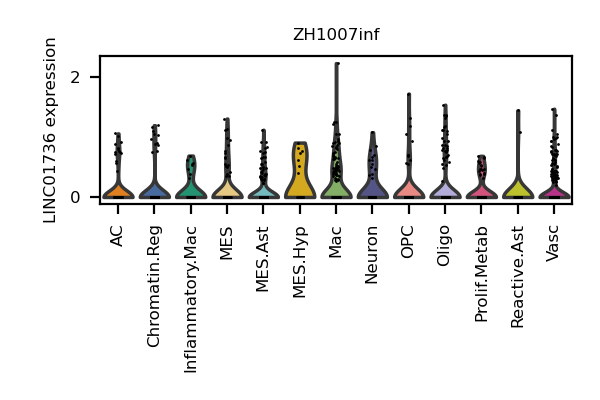 ZH1007inf
LINC01736 expression
2
0
AC
Chromatin.Reg
Inflammatory.Mac
MES
MES.Ast
MES.Hyp
Mac
Neuron
OPC
Oligo
Prolif.Metab
Reactive.Ast
Vasc